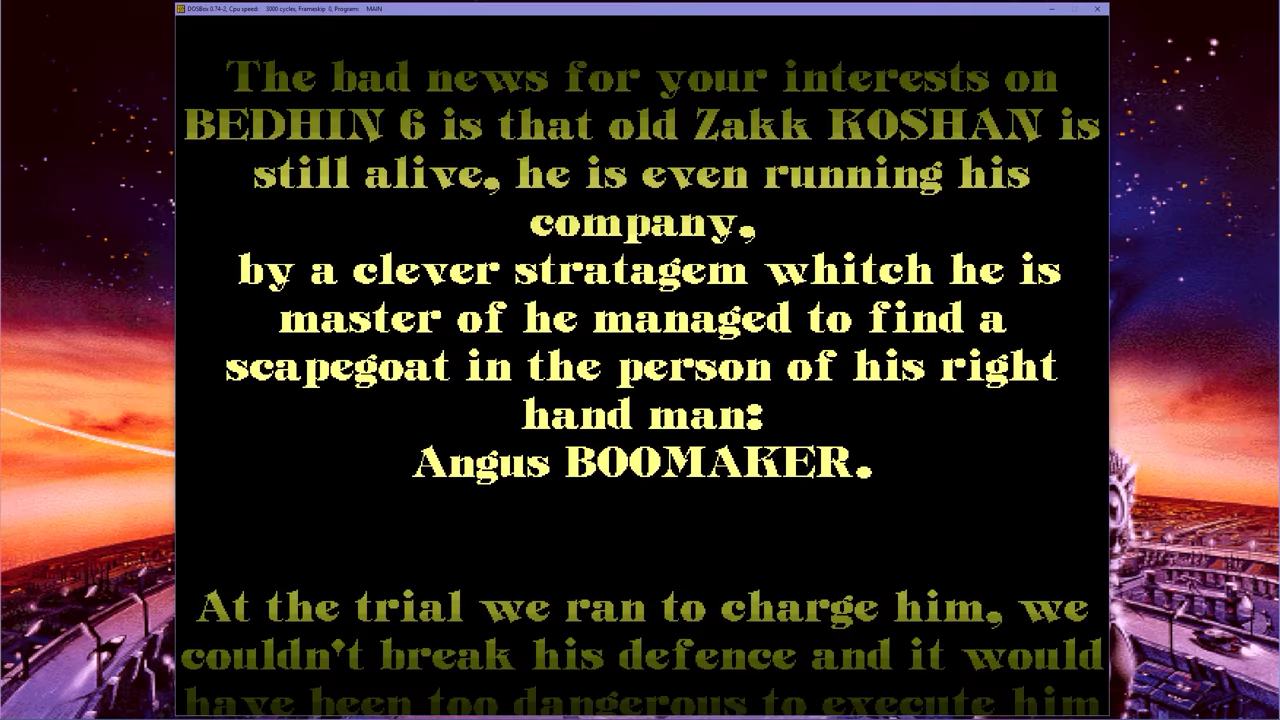 DOSBox 0.74-2, Cpu speed: 3000 cycles, Frameskip 0, Program: MAIN
The bad news for your interests on
BEDHIN 6 is that old Zakk KOSHAN is
still alive, he is even running his
company,
by a clever stratagem whitch he is
master of he managed to find a
scapegoat in the person of his right
hand man:
Angus BOOMAKER.
At the trial we ran to charge him, we
couldn't break his defence and it would
have been too dangerous to execute him